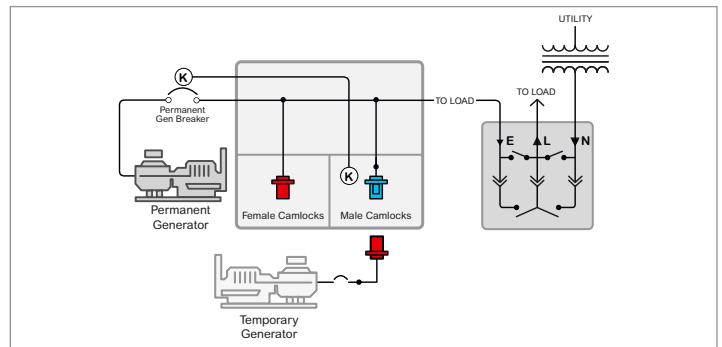 UTILITY
K
Permanent
Gen Breaker
TO LOAD
TO LOAD
E
L
N
K
Permanent
Generator
Female Camlocks
Male Camlocks
Temporary
Generator